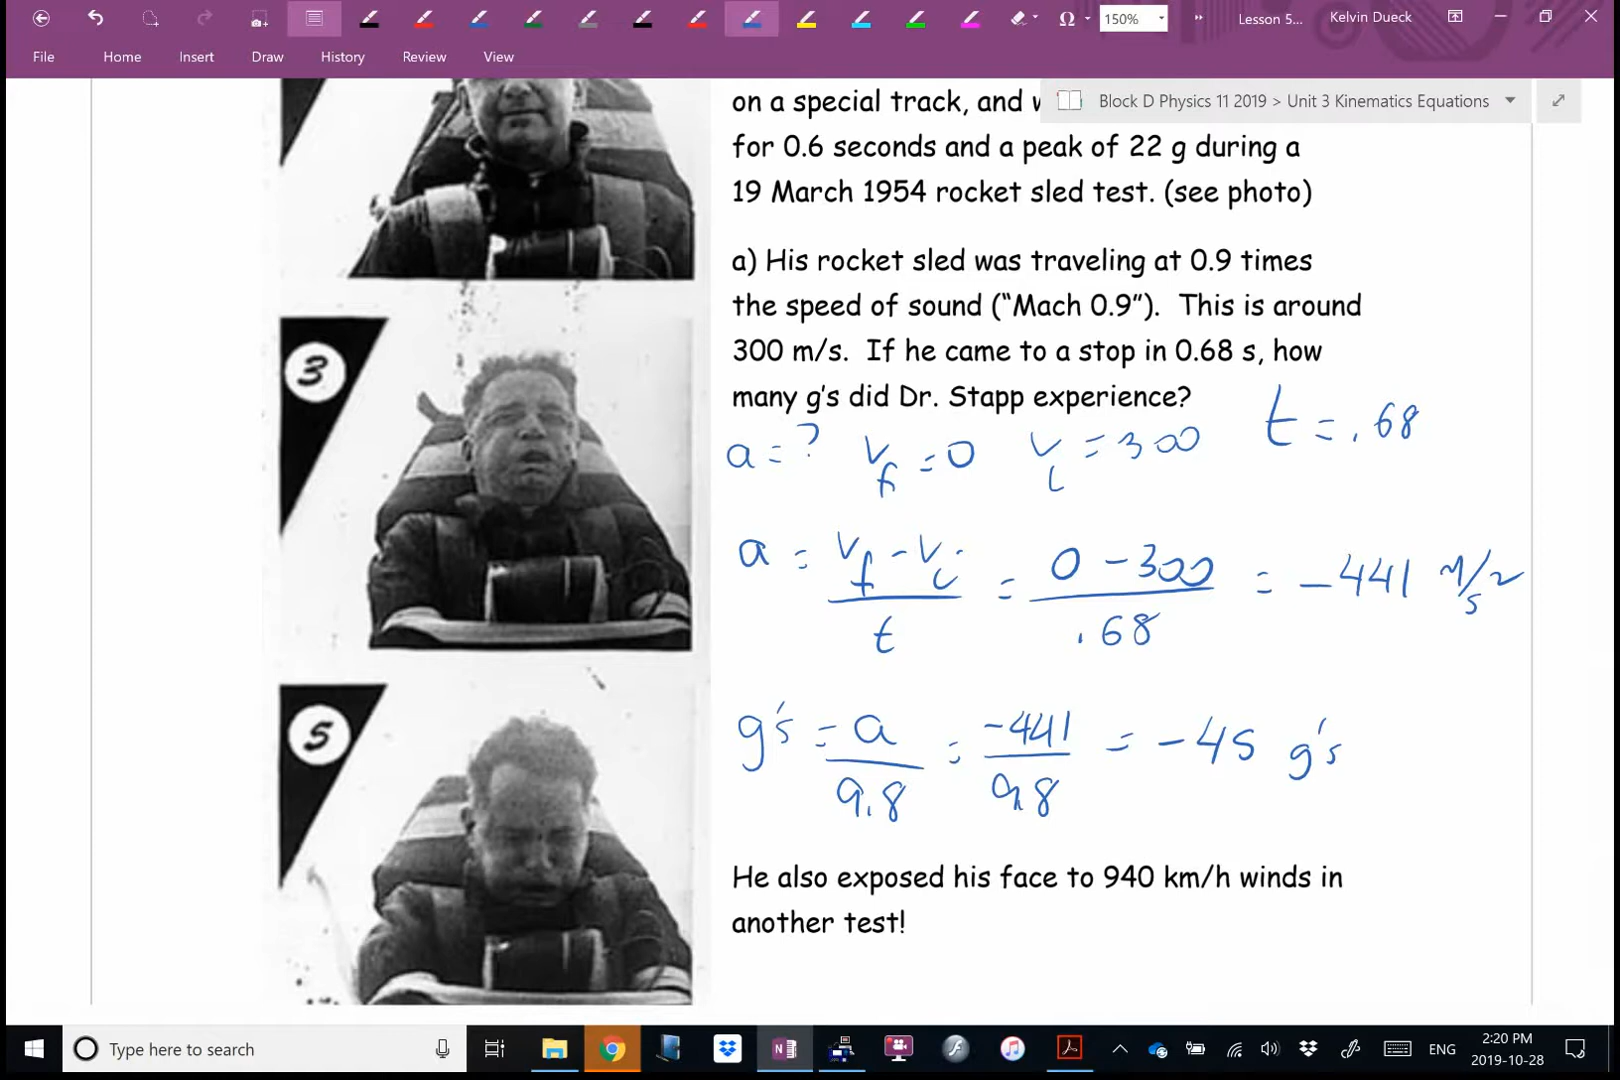 Lesson 5...
Kelvin Dueck
150%
File Home Insert Draw History Review View
Block D Physics 11 2019 > Unit 3 Kinematics Equations
on a special track, and
for 0.6 seconds and a peak of 22 g during a
19 March 1954 rocket sled test. (see photo)
a) His rocket sled was traveling at 0.9 times
the speed of sound (“Mach 0.9”). This is around
300 m/s. If he came to a stop in 0.68 s, how
many g’s did Dr. Stapp experience?
a = ? vf = 0 vi = 300 t = .68
a = vf - vi / t = 0 - 300 / .68 = -441 m/s2
g's = a / 9.8 = -441 / 9.8 = -45 g's
He also exposed his face to 940 km/h winds in
another test!
3
5
Type here to search
ENG
2:20 PM
2019-10-28